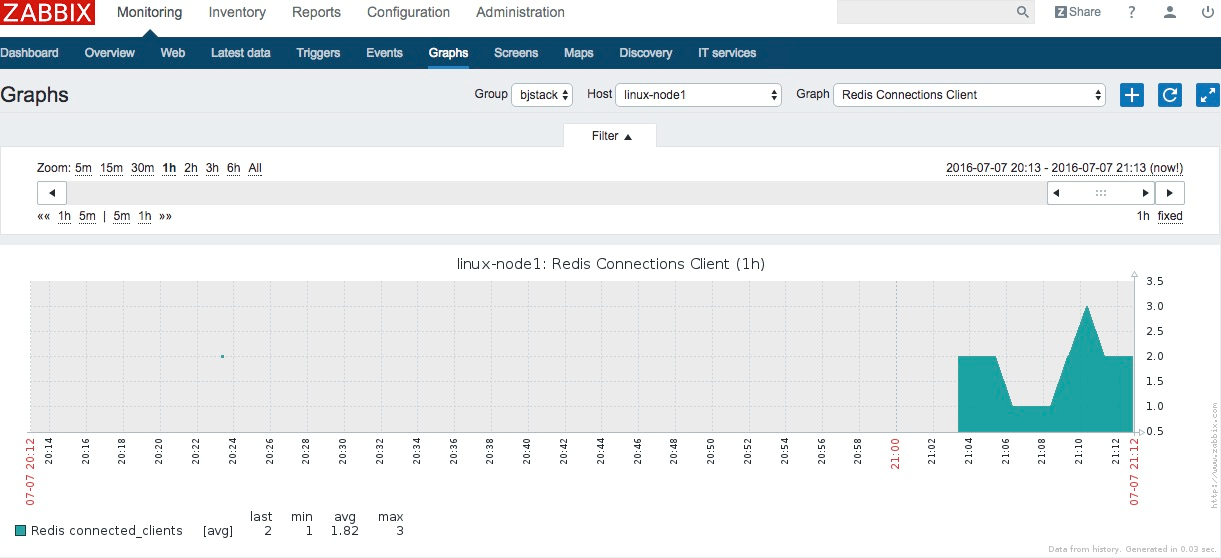 ZABBIX Monitoring Inventory Reports Configuration Administration Z Share ?
Dashboard Overview Web Latest data Triggers Events Graphs Screens Maps Discovery IT services
Graphs Group bjstack Host linux-node1 Graph Redis Connections Client
Filter ▲
Zoom: 5m 15m 30m 1h 2h 3h 6h All 2016-07-07 20:13 - 2016-07-07 21:13 (now!)
«« 1h 5m | 5m 1h »» 1h fixed
linux-node1: Redis Connections Client (1h)
3.5
3.0
2.5
2.0
1.5
1.0
0.5
07-07 20:12 20:14 20:16 20:18 20:20 20:22 20:24 20:26 20:28 20:30 20:32 20:34 20:36 20:38 20:40 20:42 20:44 20:46 20:48 20:50 20:52 20:54 20:56 20:58 21:00 21:02 21:04 21:06 21:08 21:10 21:12 07-07 21:12
http://www.zabbix.com
last min avg max
Redis connected_clients [avg] 2 1 1.82 3
Data from history. Generated in 0.03 sec.